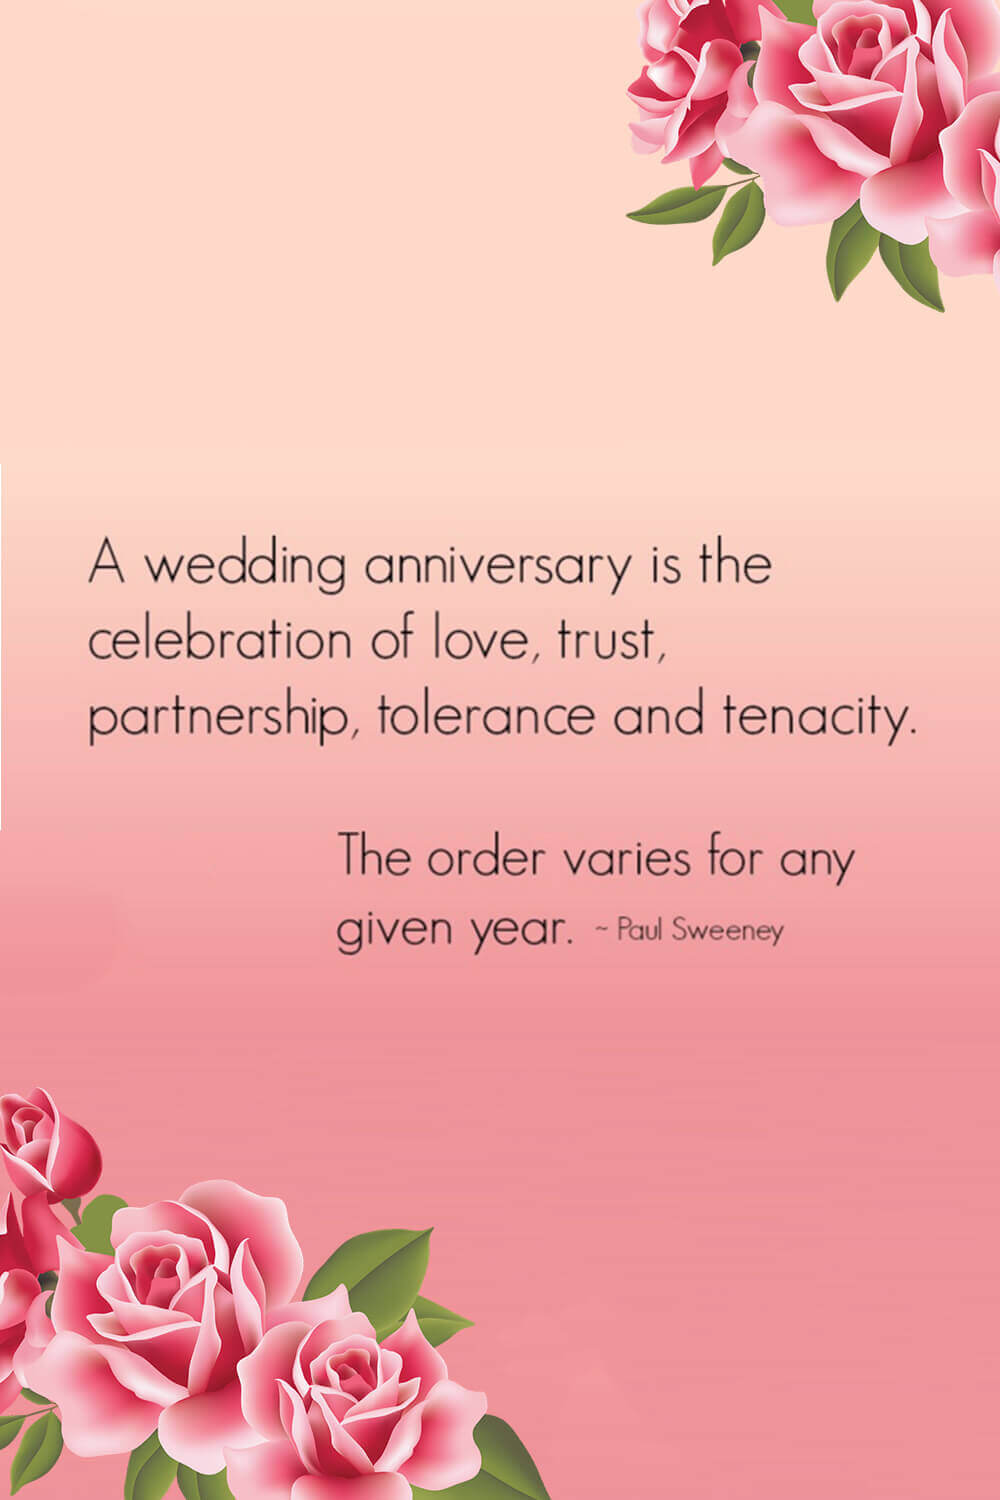 A wedding anniversary is the
celebration of love, trust,
partnership, tolerance and tenacity.
The order varies for any
given year. ~ Paul Sweeney